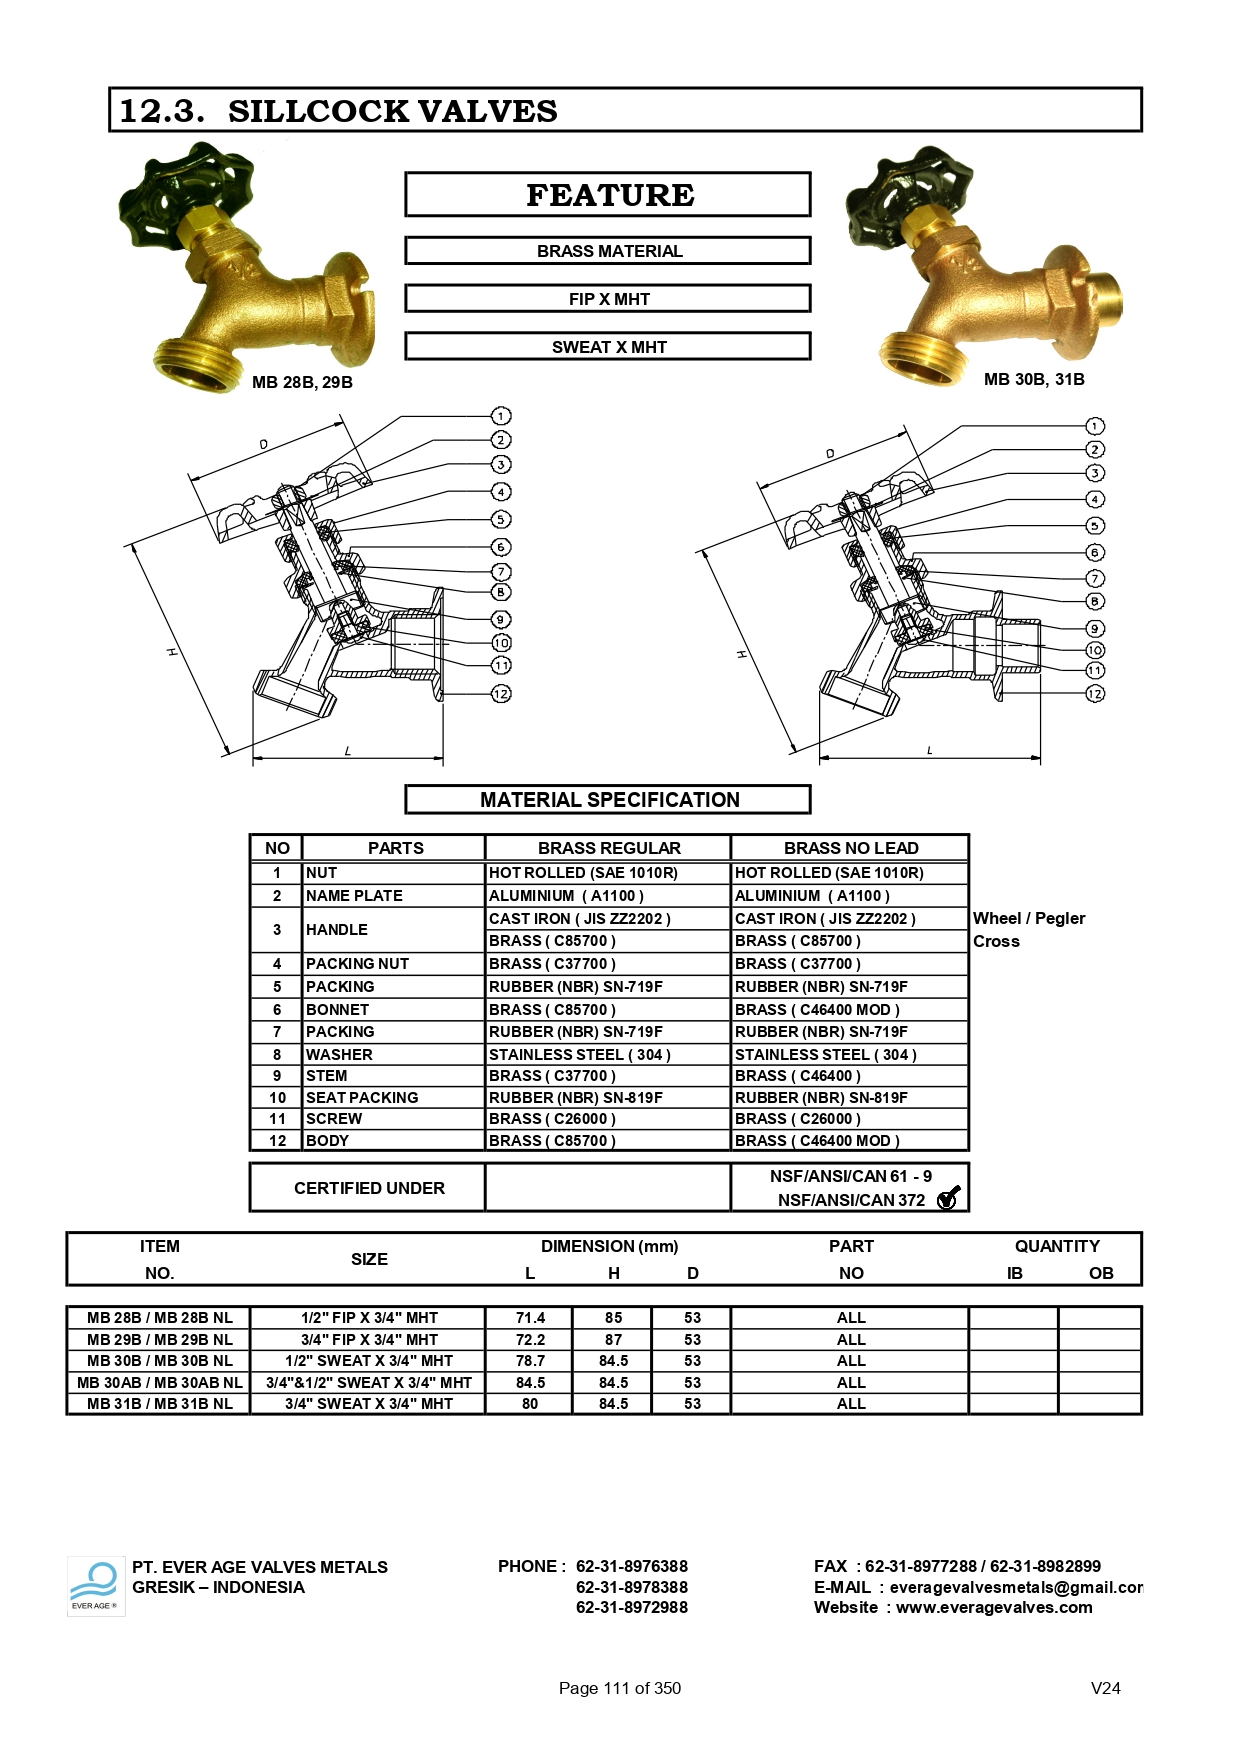 12.3. SILLCOCK VALVES
FEATURE
BRASS MATERIAL
FIP X MHT
SWEAT X MHT
MB 28B, 29B
MB 30B, 31B
D
H
L
1
2
3
4
5
6
7
8
9
10
11
12
D
H
L
1
2
3
4
5
6
7
8
9
10
11
12
MATERIAL SPECIFICATION
NO PARTS BRASS REGULAR BRASS NO LEAD
1 NUT HOT ROLLED (SAE 1010R) HOT ROLLED (SAE 1010R)
2 NAME PLATE ALUMINIUM ( A1100 ) ALUMINIUM ( A1100 )
3 HANDLE CAST IRON ( JIS ZZ2202 ) CAST IRON ( JIS ZZ2202 ) Wheel / Pegler
BRASS ( C85700 ) BRASS ( C85700 ) Cross
4 PACKING NUT BRASS ( C37700 ) BRASS ( C37700 )
5 PACKING RUBBER (NBR) SN-719F RUBBER (NBR) SN-719F
6 BONNET BRASS ( C85700 ) BRASS ( C46400 MOD )
7 PACKING RUBBER (NBR) SN-719F RUBBER (NBR) SN-719F
8 WASHER STAINLESS STEEL ( 304 ) STAINLESS STEEL ( 304 )
9 STEM BRASS ( C37700 ) BRASS ( C46400 )
10 SEAT PACKING RUBBER (NBR) SN-819F RUBBER (NBR) SN-819F
11 SCREW BRASS ( C26000 ) BRASS ( C26000 )
12 BODY BRASS ( C85700 ) BRASS ( C46400 MOD )
CERTIFIED UNDER NSF/ANSI/CAN 61 - 9
NSF/ANSI/CAN 372
ITEM SIZE DIMENSION (mm) PART QUANTITY
NO. L H D NO IB OB
MB 28B / MB 28B NL 1/2" FIP X 3/4" MHT 71.4 85 53 ALL
MB 29B / MB 29B NL 3/4" FIP X 3/4" MHT 72.2 87 53 ALL
MB 30B / MB 30B NL 1/2" SWEAT X 3/4" MHT 78.7 84.5 53 ALL
MB 30AB / MB 30AB NL 3/4"&1/2" SWEAT X 3/4" MHT 84.5 84.5 53 ALL
MB 31B / MB 31B NL 3/4" SWEAT X 3/4" MHT 80 84.5 53 ALL
EVER AGE ®
PT. EVER AGE VALVES METALS PHONE : 62-31-8976388 FAX : 62-31-8977288 / 62-31-8982899
GRESIK – INDONESIA 62-31-8978388 E-MAIL : everagevalvesmetals@gmail.com
62-31-8972988 Website : www.everagevalves.com
Page 111 of 350 V24